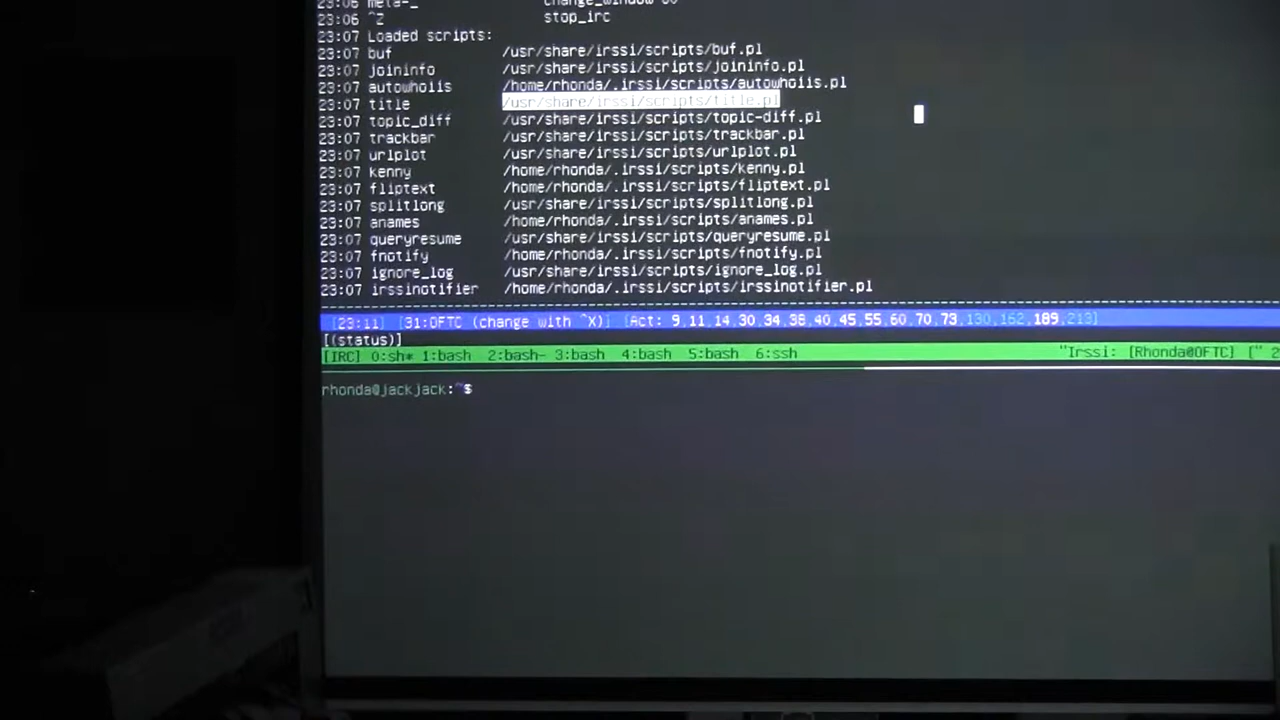 23:06 meta-_ change_window 60
23:06 ^Z stop_irc
23:07 Loaded scripts:
23:07 buf /usr/share/irssi/scripts/buf.pl
23:07 joininfo /usr/share/irssi/scripts/joininfo.pl
23:07 autowhoiis /home/rhonda/.irssi/scripts/autowhoiis.pl
23:07 title /usr/share/irssi/scripts/title.pl
23:07 topic_diff /usr/share/irssi/scripts/topic-diff.pl
23:07 trackbar /usr/share/irssi/scripts/trackbar.pl
23:07 urlplot /usr/share/irssi/scripts/urlplot.pl
23:07 kenny /home/rhonda/.irssi/scripts/kenny.pl
23:07 fliptext /home/rhonda/.irssi/scripts/fliptext.pl
23:07 splitlong /usr/share/irssi/scripts/splitlong.pl
23:07 anames /home/rhonda/.irssi/scripts/anames.pl
23:07 queryresume /usr/share/irssi/scripts/queryresume.pl
23:07 fnotify /home/rhonda/.irssi/scripts/fnotify.pl
23:07 ignore_log /usr/share/irssi/scripts/ignore_log.pl
23:07 irssinotifier /home/rhonda/.irssi/scripts/irssinotifier.pl
[23:11] [31:OFTC (change with ^X)] [Act: 9,11,14,30,34,38,40,45,55,60,70,73,130,162,189,213]
[(status)]
[IRC] 0:sh* 1:bash 2:bash- 3:bash 4:bash 5:bash 6:ssh "Irssi: [Rhonda@OFTC] [" 2
rhonda@jackjack:~$